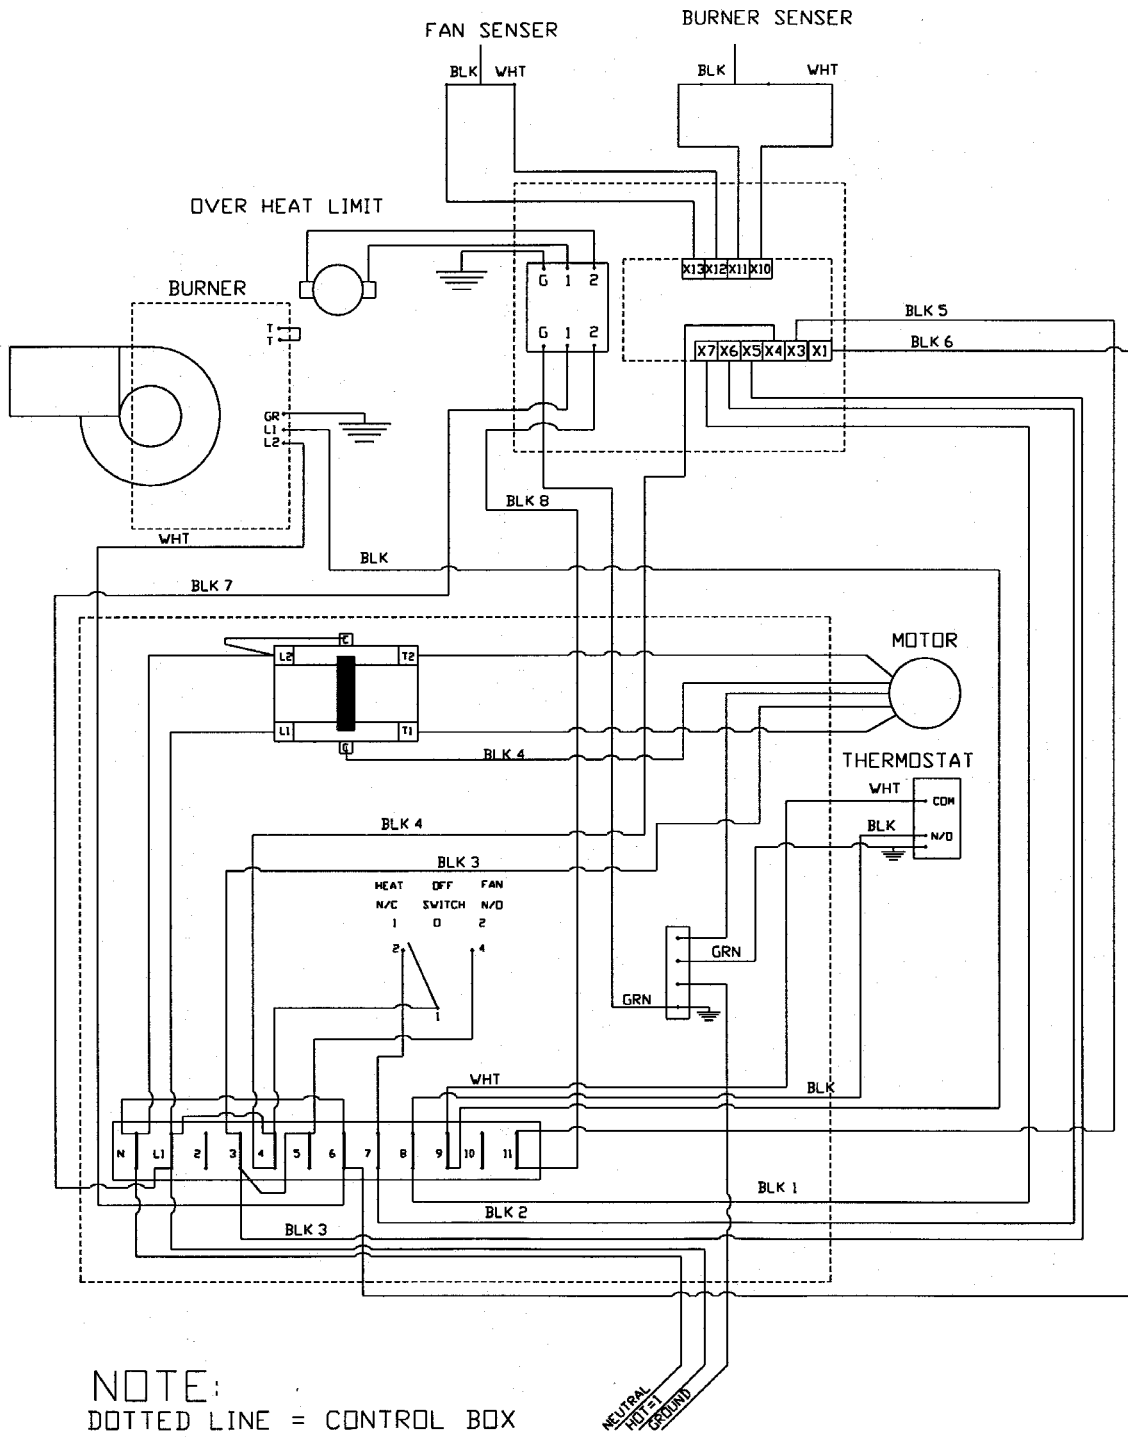 FAN SENSER
BURNER SENSER
BLK WHT
BLK WHT
OVER HEAT LIMIT
BURNER
T
T
GR
L1
L2
G 1 2
G 1 2
X13 X12 X11 X10
X7 X6 X5 X4 X3 X1
BLK 5
BLK 6
BLK 8
WHT
BLK
BLK 7
C
L2 T2
L1 T1
C
MOTOR
BLK 4
THERMOSTAT
WHT
COM
BLK
N/O
BLK 4
BLK 3
HEAT OFF FAN
N/C SWITCH N/O
1 0 2
2 4
1
GRN
GRN
WHT
BLK
N L1 2 3 4 5 6 7 8 9 10 11
BLK 1
BLK 2
BLK 3
NEUTRAL
HOT=1
GROUND
NOTE:
DOTTED LINE = CONTROL BOX